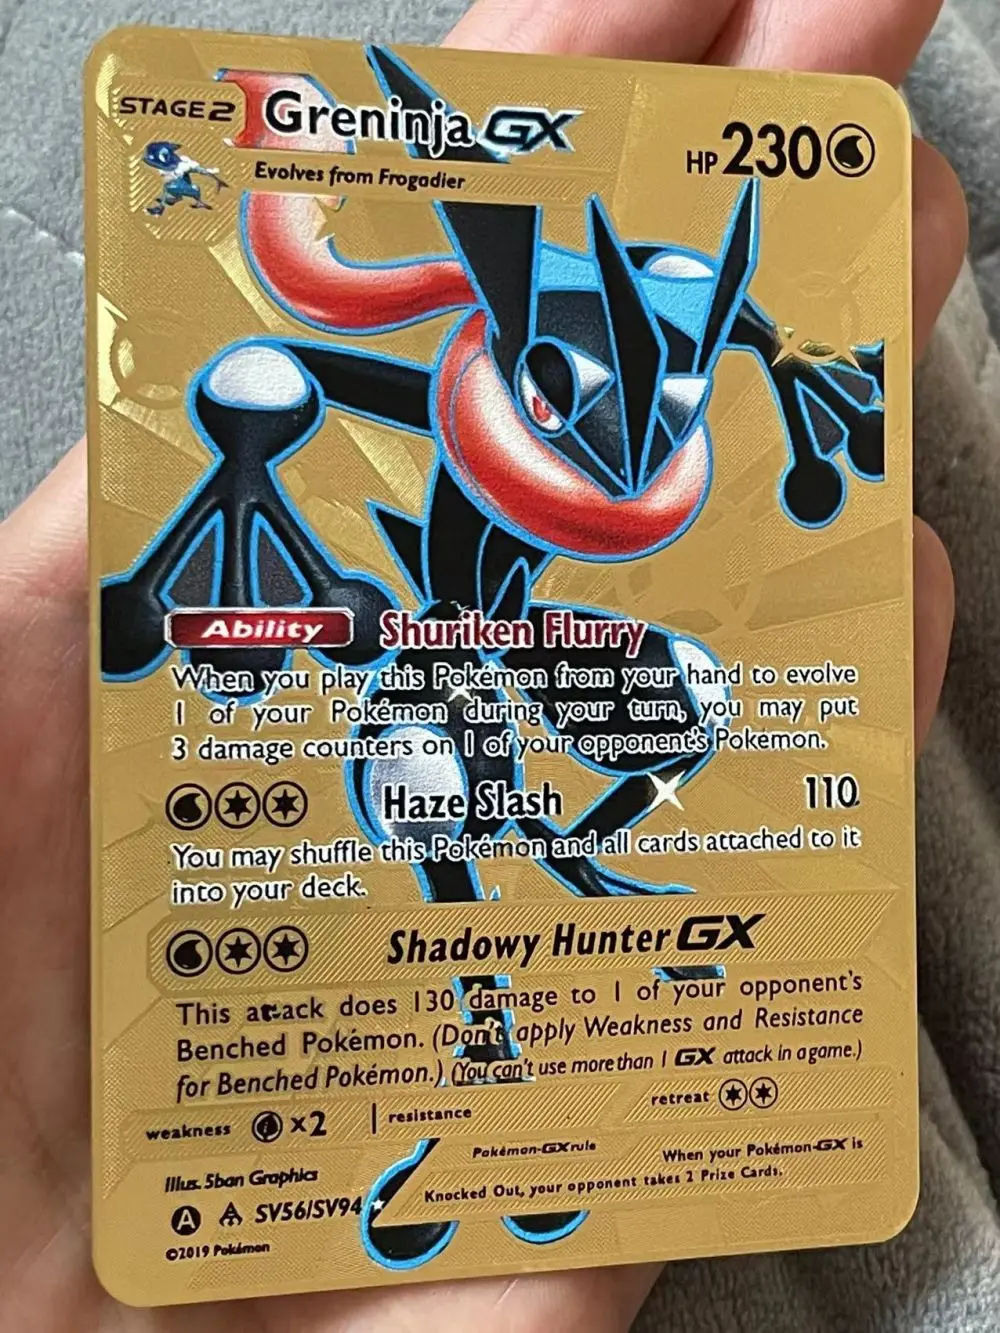 STAGE 2 Greninja GX HP 230
Evolves from Frogadier
Ability Shuriken Flurry
When you play this Pokémon from your hand to evolve
1 of your Pokémon during your turn, you may put
3 damage counters on 1 of your opponent's Pokémon.
Haze Slash 110
You may shuffle this Pokémon and all cards attached to it
into your deck.
Shadowy Hunter GX
This attack does 130 damage to 1 of your opponent's
Benched Pokémon. (Don't apply Weakness and Resistance
for Benched Pokémon.) (You can't use more than 1 GX attack in a game.)
weakness ×2 resistance retreat
Pokémon-GX rule When your Pokémon-GX is
Knocked Out, your opponent takes 2 Prize Cards.
Illus. 5ban Graphics
A SV56/SV94
©2019 Pokémon